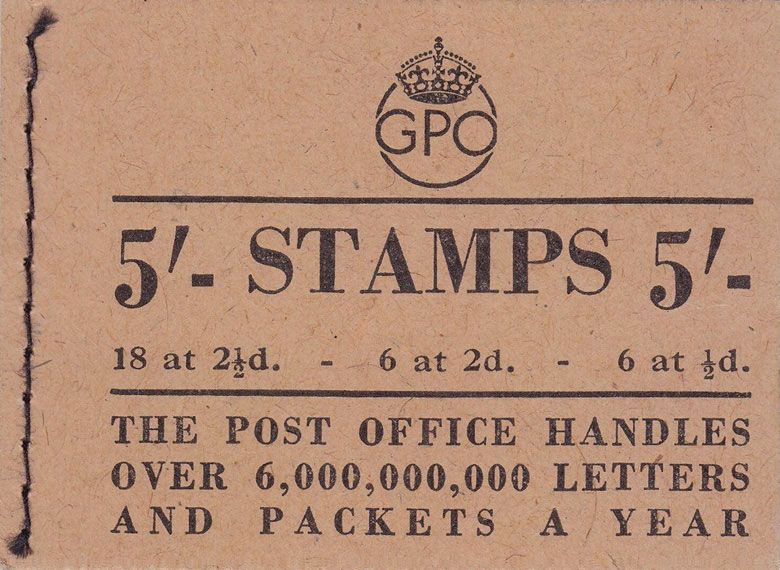 GPO
5/- STAMPS 5/-
18 at 2½d. - 6 at 2d. - 6 at ½d.
THE POST OFFICE HANDLES
OVER 6,000,000,000 LETTERS
AND PACKETS A YEAR